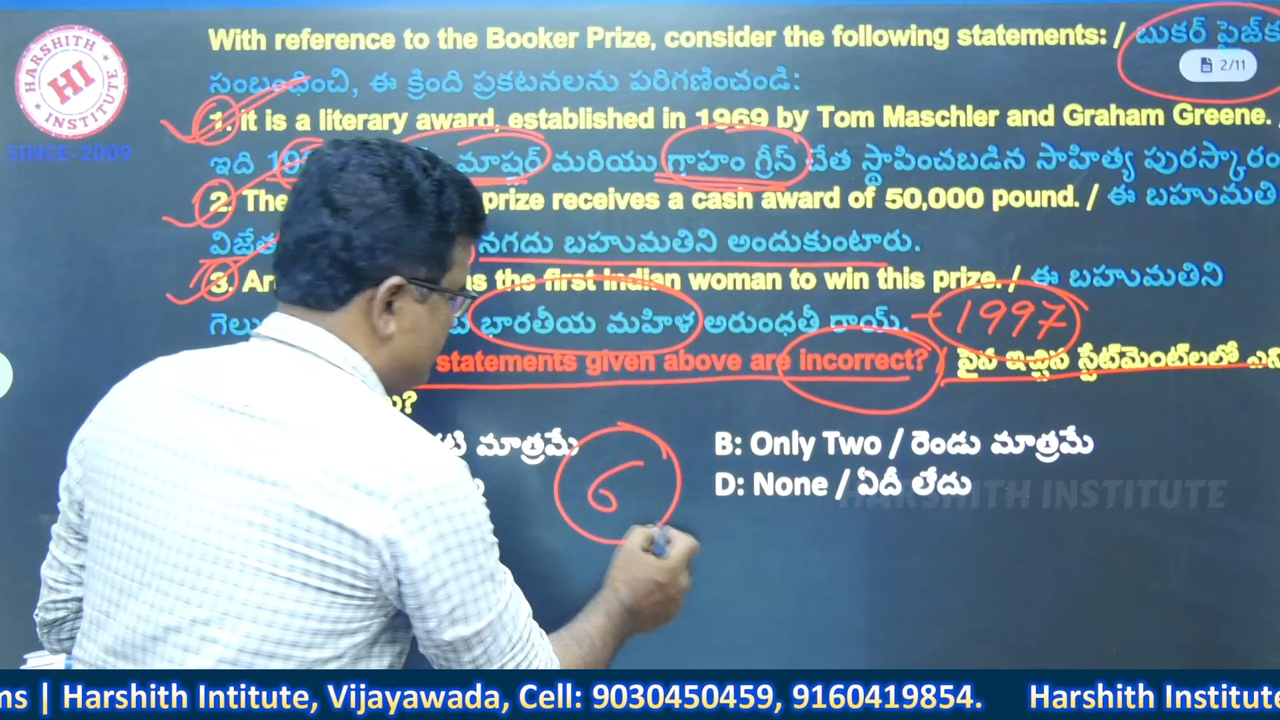 With reference to the Booker Prize, consider the following statements: / బుకర్ ప్రైజ్‌కు
2/11
సంబంధించి, ఈ క్రింది ప్రకటనలను పరిగణించండి:
HARSHITH INSTITUTE
HI
SINCE-2009
1. it is a literary award, established in 1969 by Tom Maschler and Graham Greene.
ఇది మాష్లర్ మరియు గ్రాహం గ్రీస్ చేత స్థాపించబడిన సాహిత్య పురస్కారం
2. The prize receives a cash award of 50,000 pound. / ఈ బహుమతి
నగదు బహుమతిని అందుకుంటారు.
3. the first Indian woman to win this prize. / ఈ బహుమతిని
భారతీయ మహిళ అరుంధతీ రాయ్. - 1997
statements given above are incorrect? / పైన ఇచ్చిన స్టేట్‌మెంట్‌లలో
మాత్రమే B: Only Two / రెండు మాత్రమే
6
D: None / ఏదీ లేదు
HARSHITH INSTITUTE
| Harshith Intitute, Vijayawada, Cell: 9030450459, 9160419854. Harshith Institute